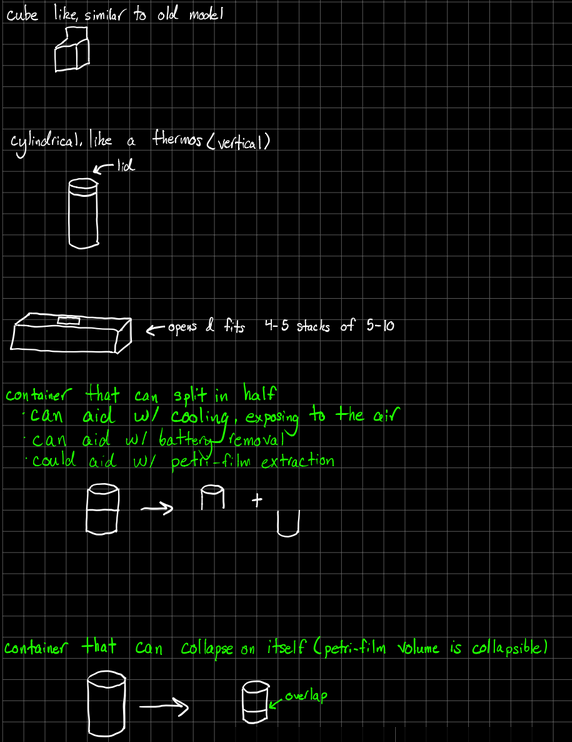 cube like, similar to old model
cylindrical, like a thermos (vertical)
lid
opens & fits 4-5 stacks of 5-10
container that can split in half
· can aid w/ cooling, exposing to the air
can aid w/ battery removal
· could aid w/ petri-film extraction
+
container that can collapse on itself (petri-film volume is collapsible)
overlap